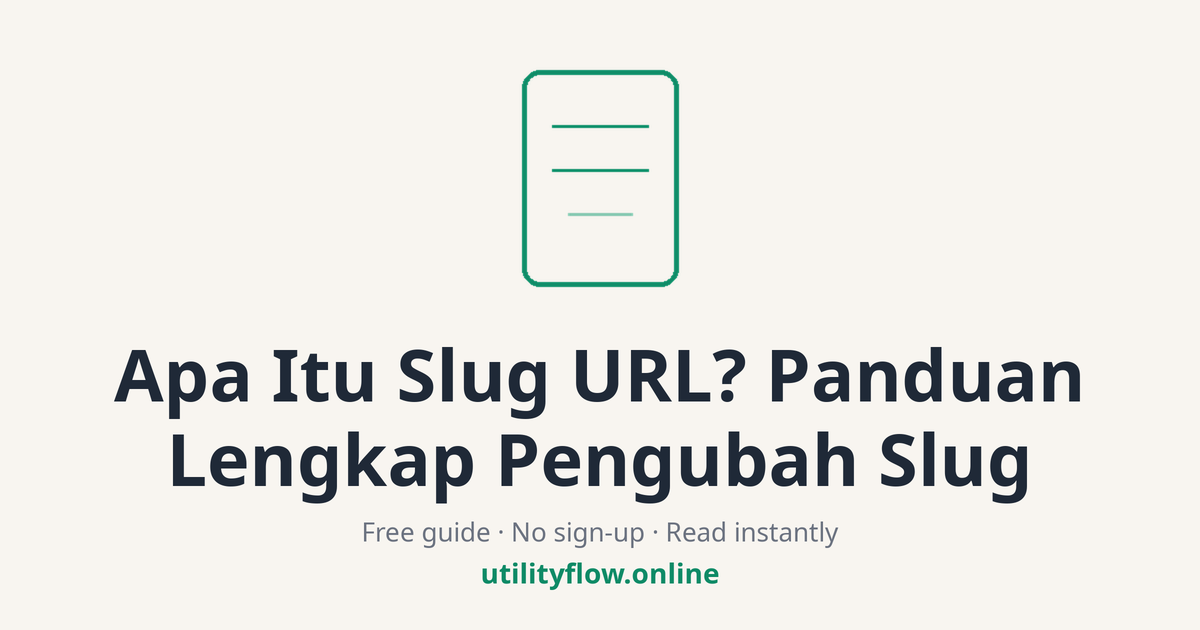 Apa Itu Slug URL? Panduan
Lengkap Pengubah Slug
Free guide · No sign-up · Read instantly
utilityflow.online